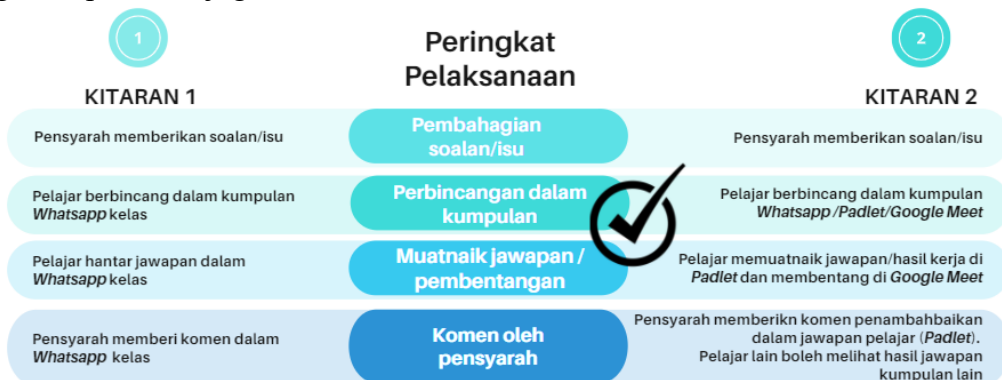 1
2
Peringkat
Pelaksanaan
KITARAN 1
KITARAN 2
Pensyarah memberikan soalan/isu
Pembahagian
soalan/isu
Pensyarah memberikan soalan/isu
Pelajar berbincang dalam kumpulan
Whatsapp kelas
Perbincangan dalam
kumpulan
Pelajar berbincang dalam kumpulan
Whatsapp /Padlet/Google Meet
Pelajar hantar jawapan dalam
Whatsapp kelas
Muatnaik jawapan /
pembentangan
Pelajar memuatnaik jawapan/hasil kerja di
Padlet dan membentang di Google Meet
Pensyarah memberi komen dalam
Whatsapp kelas
Komen oleh
pensyarah
Pensyarah memberikn komen penambahbaikan
dalam jawapan pelajar (Padlet).
Pelajar lain boleh melihat hasil jawapan
kumpulan lain